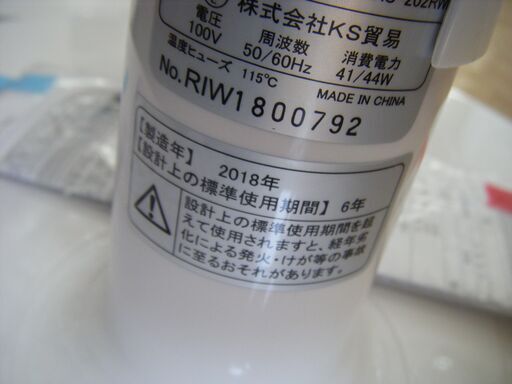 株式会社KS貿易
電圧 周波数 消費電力
100V 50/60Hz 41/44W
温度ヒューズ 115℃ MADE IN CHINA
No.RIW1800792
【製造年】 2018年
【設計上の標準使用期間】 6年
設計上の標準使用期間を超
えて使用されますと、経年劣
化による発火・けが等の事故
に至るおそれがあります。